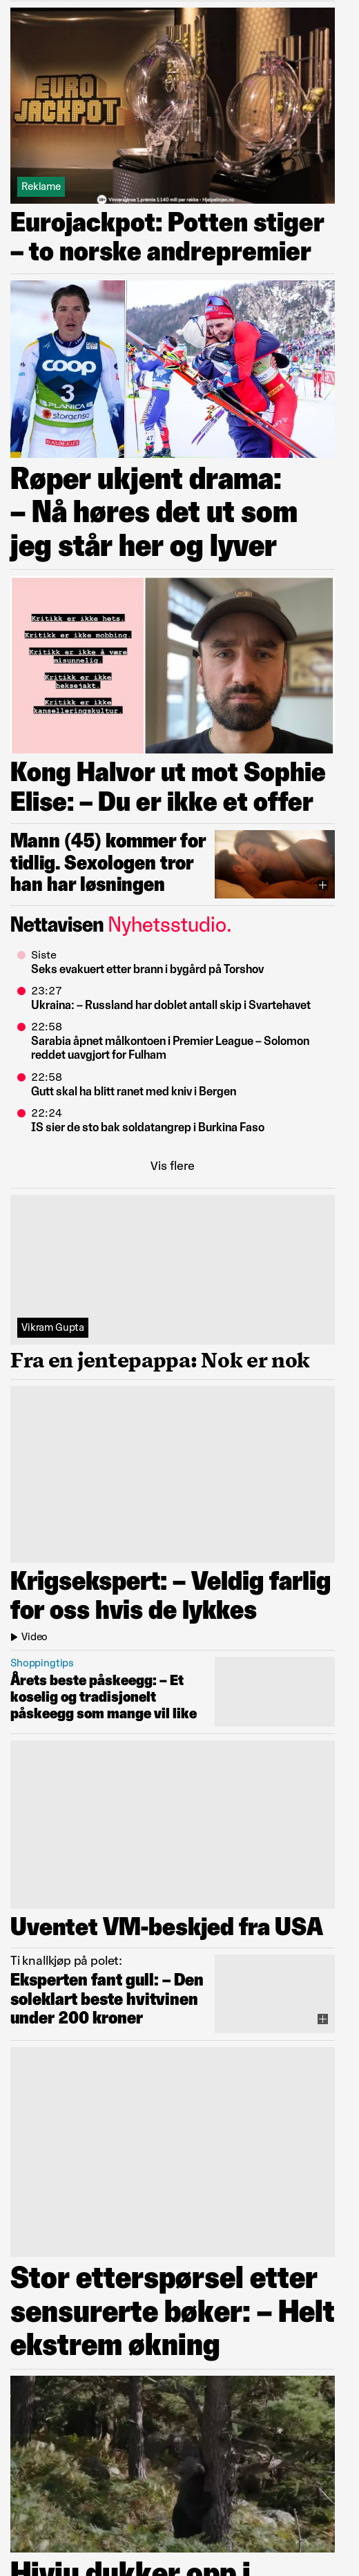 EURO
JACKPOT
Reklame
Vinnersjanse 1.premie 1:140 mill per rekke - Hjelpelinjen.no
Eurojackpot: Potten stiger
– to norske andrepremier
coop
3
PLANICA
storaenso
47
Røper ukjent drama:
– Nå høres det ut som
jeg står her og lyver
Kritikk er ikke hets.
Kritikk er ikke mobbing.
Kritikk er ikke å være
misunnelig.
Kritikk er ikke
heksejakt.
Kritikk er ikke
kanselleringskultur.
Kong Halvor ut mot Sophie
Elise: – Du er ikke et offer
Mann (45) kommer for
tidlig. Sexologen tror
han har løsningen
Nettavisen Nyhetsstudio.
Siste
Seks evakuert etter brann i bygård på Torshov
23:27
Ukraina: – Russland har doblet antall skip i Svartehavet
22:58
Sarabia åpnet målkontoen i Premier League – Solomon
reddet uavgjort for Fulham
22:58
Gutt skal ha blitt ranet med kniv i Bergen
22:24
IS sier de sto bak soldatangrep i Burkina Faso
Vis flere
Vikram Gupta
Fra en jentepappa: Nok er nok
Krigsekspert: – Veldig farlig
for oss hvis de lykkes
Video
Shoppingtips
Årets beste påskeegg: – Et
koselig og tradisjonelt
påskeegg som mange vil like
Uventet VM-beskjed fra USA
Ti knallkjøp på polet:
Eksperten fant gull: – Den
soleklart beste hvitvinen
under 200 kroner
Stor etterspørsel etter
sensurerte bøker: – Helt
ekstrem økning
Hiviu dukker opp i